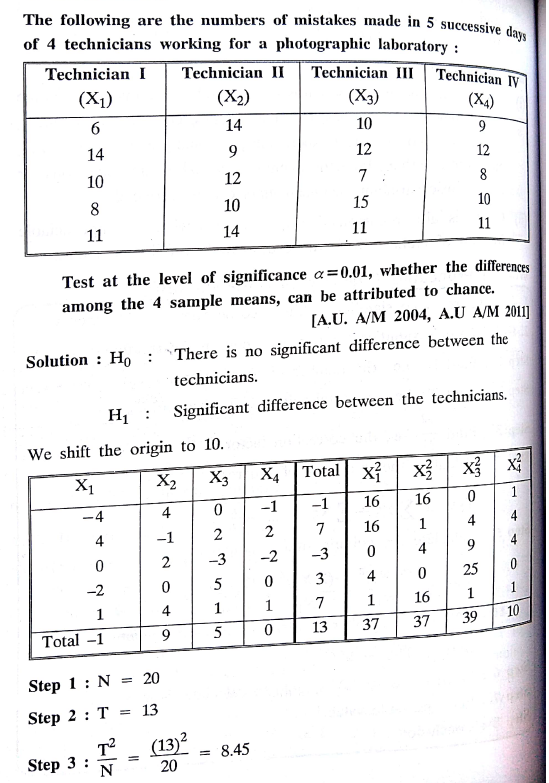 The following are the numbers of mistakes made in 5 successive days
of 4 technicians working for a photographic laboratory :
Technician I Technician II Technician III Technician IV
(X₁) (X₂) (X₃) (X₄)
6 14 10 9
14 9 12 12
10 12 7 8
8 10 15 10
11 14 11 11
Test at the level of significance α=0.01, whether the differences
among the 4 sample means, can be attributed to chance.
[A.U. A/M 2004, A.U A/M 2011]
Solution : H₀ : There is no significant difference between the
technicians.
H₁ : Significant difference between the technicians.
We shift the origin to 10.
X₁ X₂ X₃ X₄ Total X₁² X₂² X₃² X₄²
−4 4 0 −1 −1 16 16 0 1
4 −1 2 2 7 16 1 4 4
0 2 −3 −2 −3 0 4 9 4
−2 0 5 0 3 4 0 25 0
1 4 1 1 7 1 16 1 1
Total −1 9 5 0 13 37 37 39 10
Step 1 : N = 20
Step 2 : T = 13
Step 3 : T²/N = (13)²/20 = 8.45